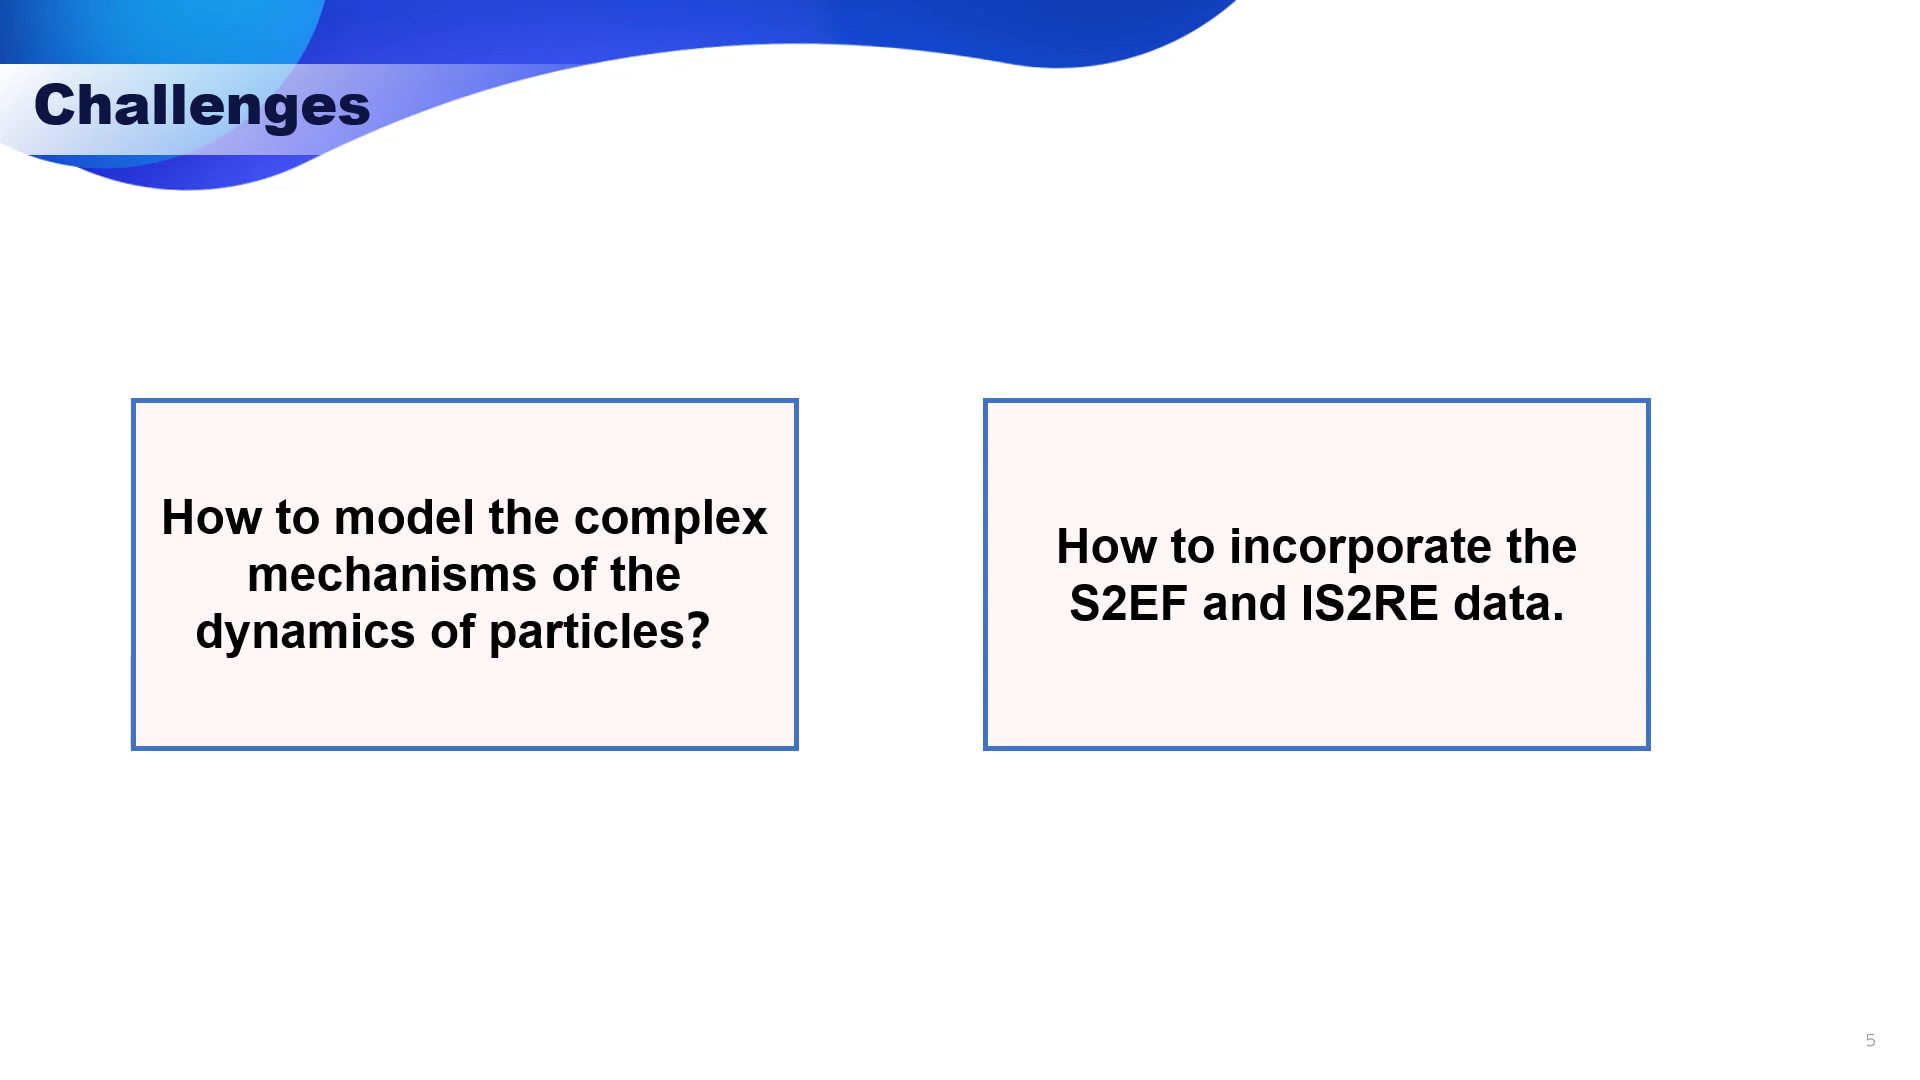 Challenges
How to model the complex
mechanisms of the
dynamics of particles?
How to incorporate the
S2EF and IS2RE data.
5